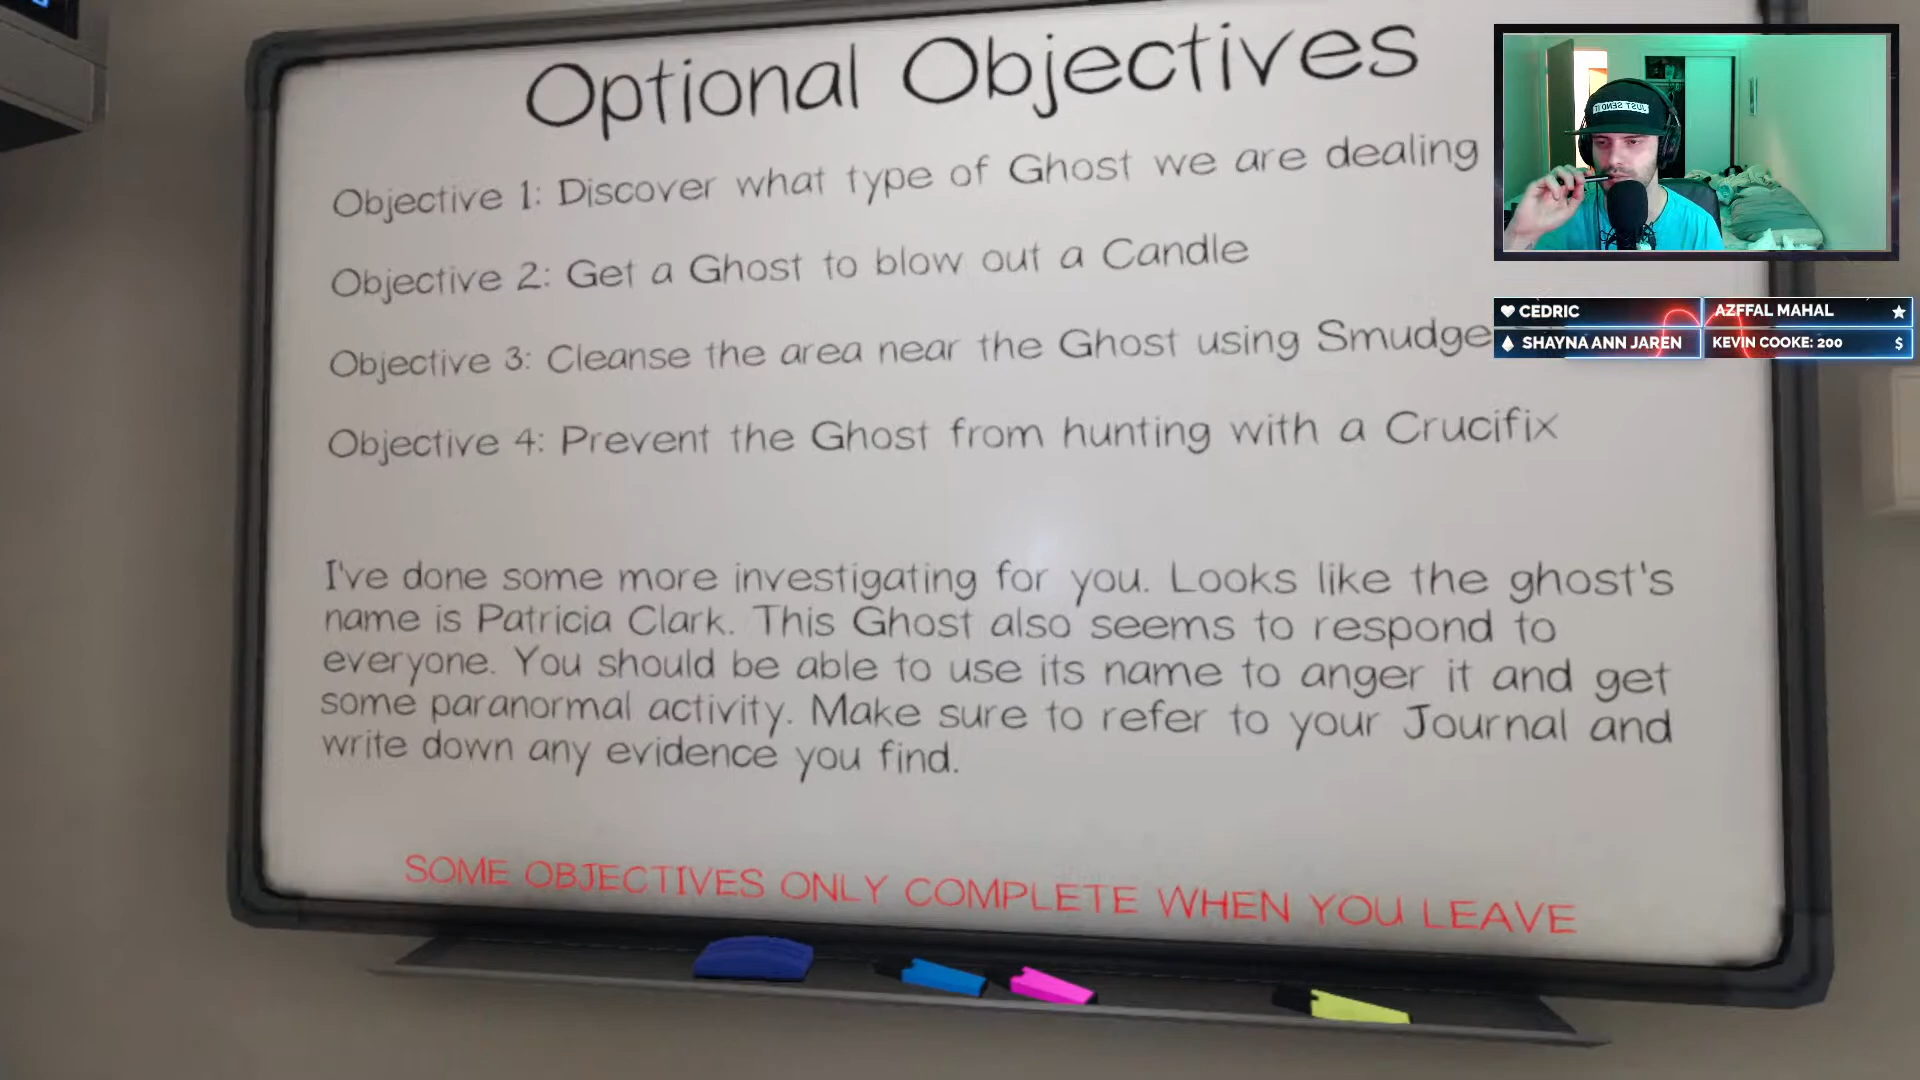 Optional Objectives
Objective 1: Discover what type of Ghost we are dealing
Objective 2: Get a Ghost to blow out a Candle
Objective 3: Cleanse the area near the Ghost using Smudge
Objective 4: Prevent the Ghost from hunting with a Crucifix
I've done some more investigating for you. Looks like the ghost's
name is Patricia Clark. This Ghost also seems to respond to
everyone. You should be able to use its name to anger it and get
some paranormal activity. Make sure to refer to your Journal and
write down any evidence you find.
SOME OBJECTIVES ONLY COMPLETE WHEN YOU LEAVE
JUST SEND IT
CEDRIC
AZFFAL MAHAL
SHAYNA ANN JAREN
KEVIN COOKE: 200 $